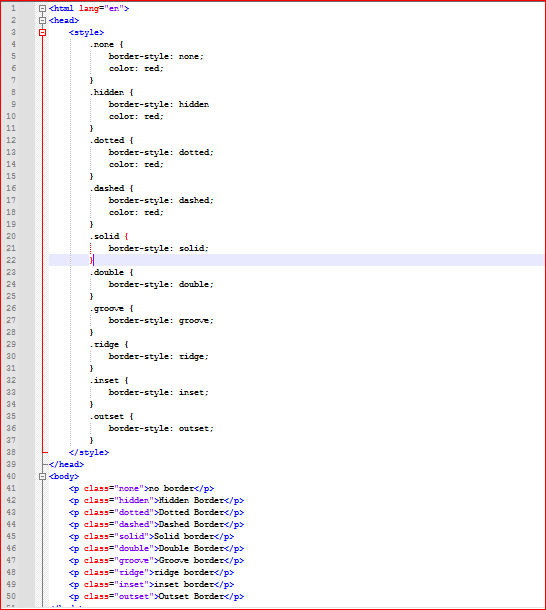 1 <html lang="en">
2 <head>
3 <style>
4 .none {
5 border-style: none;
6 color: red;
7 }
8 .hidden {
9 border-style: hidden
10 color: red;
11 }
12 .dotted {
13 border-style: dotted;
14 color: red;
15 }
16 .dashed {
17 border-style: dashed;
18 color: red;
19 }
20 .solid {
21 border-style: solid;
22 }
23 .double {
24 border-style: double;
25 }
26 .groove {
27 border-style: groove;
28 }
29 .ridge {
30 border-style: ridge;
31 }
32 .inset {
33 border-style: inset;
34 }
35 .outset {
36 border-style: outset;
37 }
38 </style>
39 </head>
40 <body>
41 <p class="none">no border</p>
42 <p class="hidden">Hidden Border</p>
43 <p class="dotted">Dotted Border</p>
44 <p class="dashed">Dashed Border</p>
45 <p class="solid">Solid border</p>
46 <p class="double">Double Border</p>
47 <p class="groove">Groove border</p>
48 <p class="ridge">ridge border</p>
49 <p class="inset">inset border</p>
50 <p class="outset">Outset Border</p>